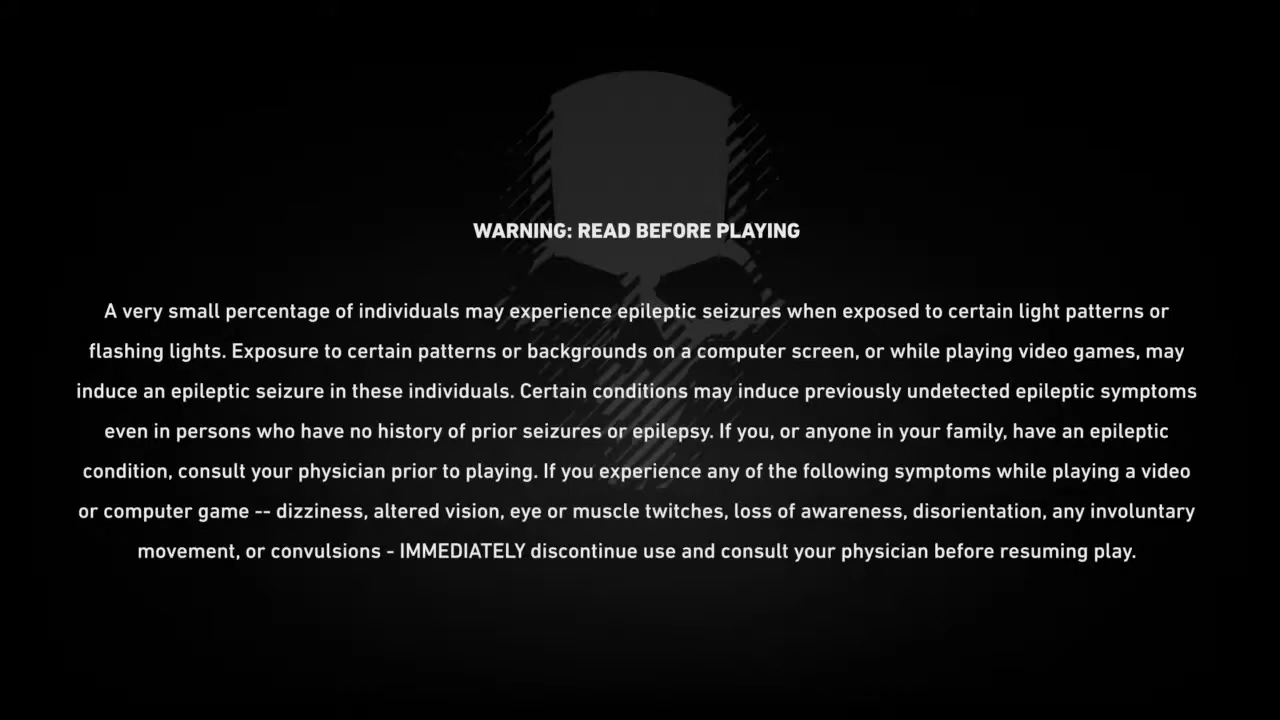 WARNING: READ BEFORE PLAYING
A very small percentage of individuals may experience epileptic seizures when exposed to certain light patterns or
flashing lights. Exposure to certain patterns or backgrounds on a computer screen, or while playing video games, may
induce an epileptic seizure in these individuals. Certain conditions may induce previously undetected epileptic symptoms
even in persons who have no history of prior seizures or epilepsy. If you, or anyone in your family, have an epileptic
condition, consult your physician prior to playing. If you experience any of the following symptoms while playing a video
or computer game -- dizziness, altered vision, eye or muscle twitches, loss of awareness, disorientation, any involuntary
movement, or convulsions - IMMEDIATELY discontinue use and consult your physician before resuming play.